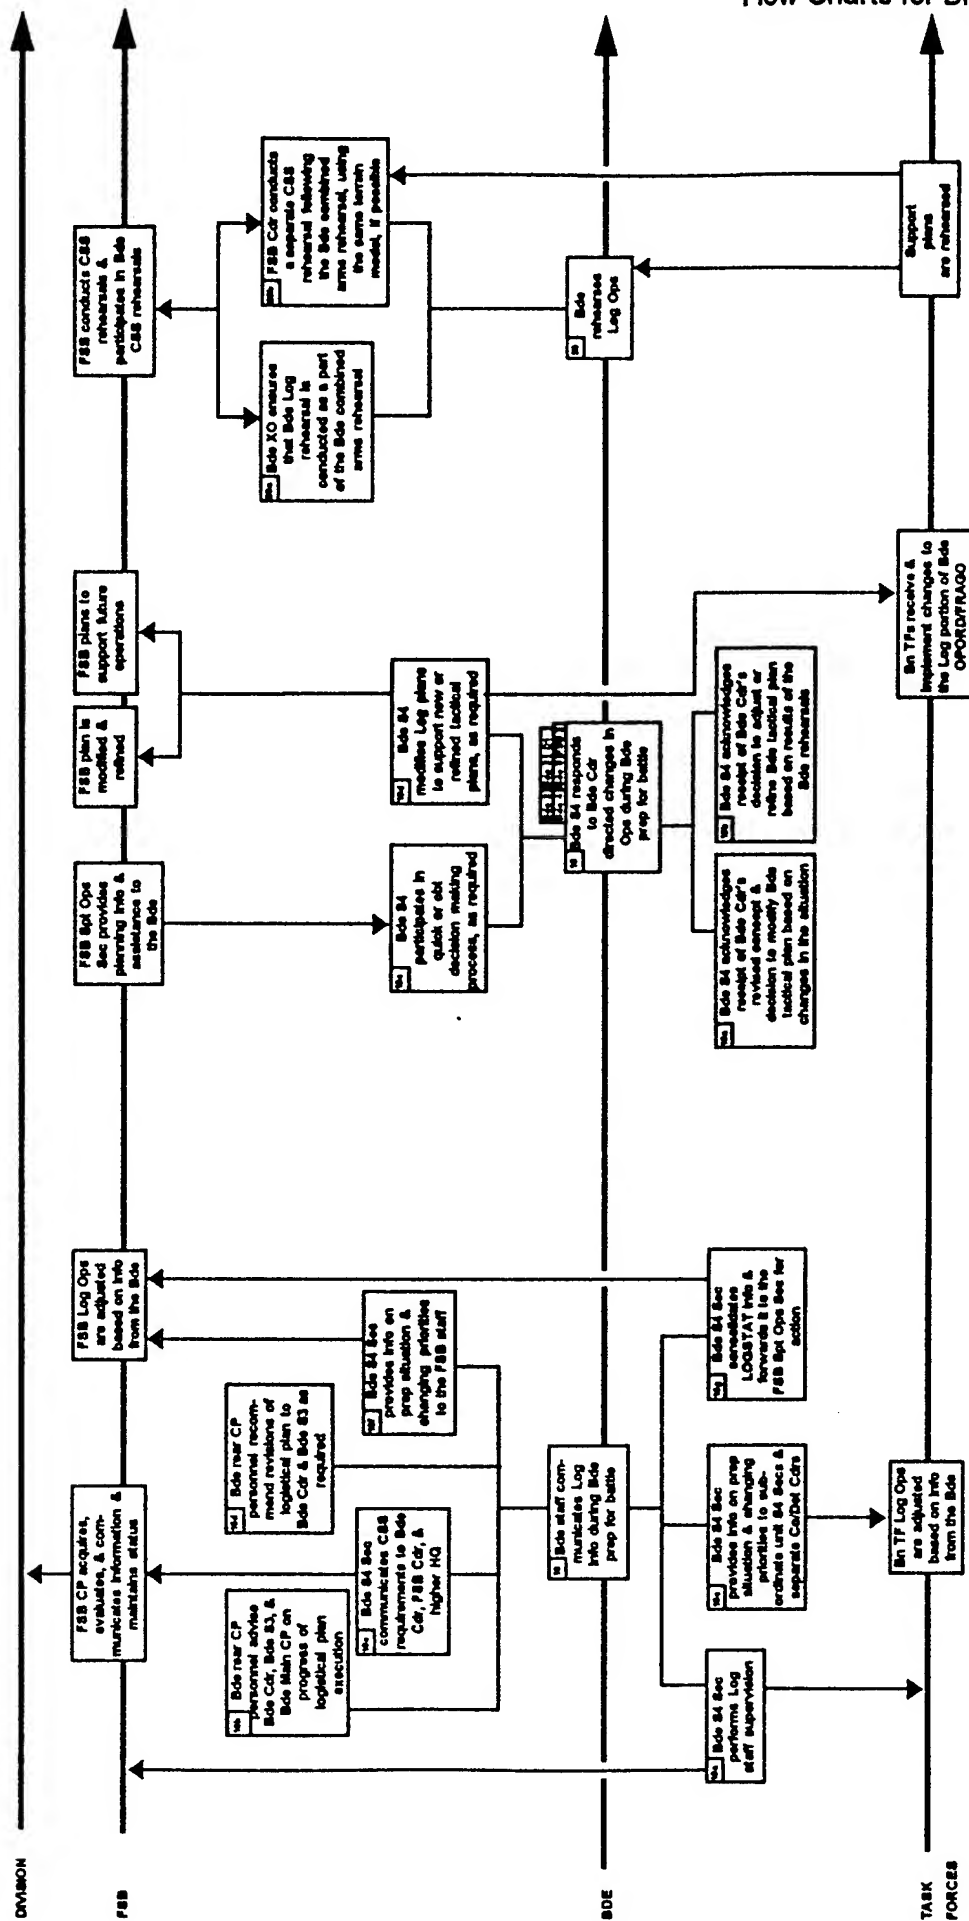 Flow Charts for
DIVISION
FSB
BDE
TASK
FORCES
FSB CP acquires,
evaluates, & com-
municates information &
maintains status
FSB Log Ops
are adjusted
based on info
from the Bde
FSB Spt Ops
Sec provides
planning info &
assistance to
the Bde
FSB plan is
modified &
refined
FSB plans to
support future
operations
FSB conducts CSS
rehearsals &
participates in Bde
CSS rehearsals
Bde rear CP
personnel advise
Bde Cdr, Bde S3, &
Bde Main CP on
progress of
logistical plan
execution
Bde S4 Sec
communicates CSS
requirements to Bde
Cdr, FSB Cdr, &
higher HQ
Bde rear CP
personnel recom-
mend revisions of
logistical plan to
Bde Cdr & Bde S3 as
required
Bde S4 Sec
provides info on
prep situation &
changing priorities
to the FSB staff
Bde S4
participates in
quick or abt
decision making
process, as required
Bde S4
modifies Log plans
to support new or
refined tactical
plans, as required
Bde XO ensures
that Bde Log
rehearsal is
conducted as a part
of the Bde combined
arms rehearsal
FSB Cdr conducts
a separate CSS
rehearsal following
the Bde combined
arms rehearsal, using
the same terrain
model, if possible
Bde staff com-
municates Log
info during Bde
prep for battle
Bde S4 responds
to Bde Cdr
directed changes in
Ops during Bde
prep for battle
Bde
rehearses
Log Ops
Bde S4 Sec
performs Log
staff supervision
Bde S4 Sec
provides info on prep
situation & changing
priorities to sub-
ordinate unit S4 Secs &
separate Co/Det Cdrs
Bde S4 Sec
consolidates
LOGSTAT info &
forwards it to the
FSB Spt Ops Sec for
action
Bde S4 acknowledges
receipt of Bde Cdr's
revised concept &
decision to modify Bde
tactical plan based on
changes in the situation
Bde S4 acknowledges
receipt of Bde Cdr's
decision to adjust or
refine Bde tactical plan
based on results of the
Bde rehearsals
Bn TF Log Ops
are adjusted
based on info
from the Bde
Bn TFs receive &
implement changes to
the Log portion of Bde
OPORD/FRAGO
Support
plans
are rehearsed